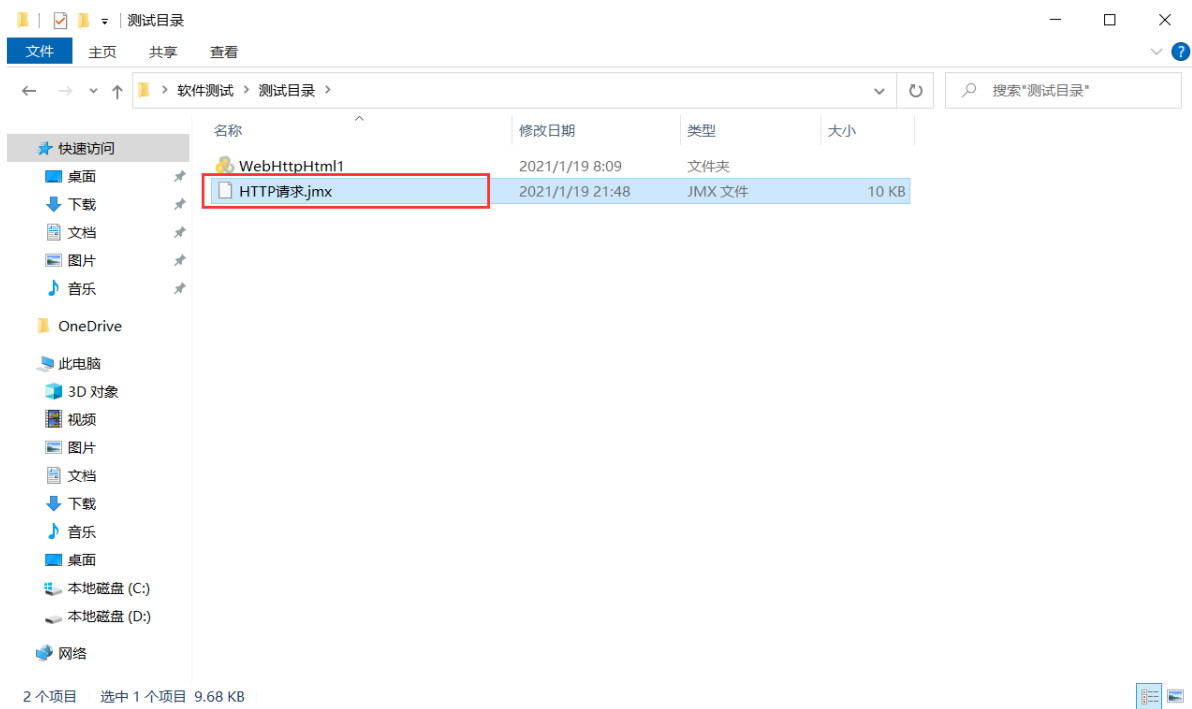 测试目录
文件 主页 共享 查看
软件测试 测试目录 搜索"测试目录"
名称 修改日期 类型 大小
快速访问
桌面
下载
文档
图片
音乐
OneDrive
此电脑
3D 对象
视频
图片
文档
下载
音乐
桌面
本地磁盘 (C:)
本地磁盘 (D:)
网络
WebHttpHtml1 2021/1/19 8:09 文件夹
HTTP请求.jmx 2021/1/19 21:48 JMX 文件 10 KB
2 个项目 选中 1 个项目 9.68 KB